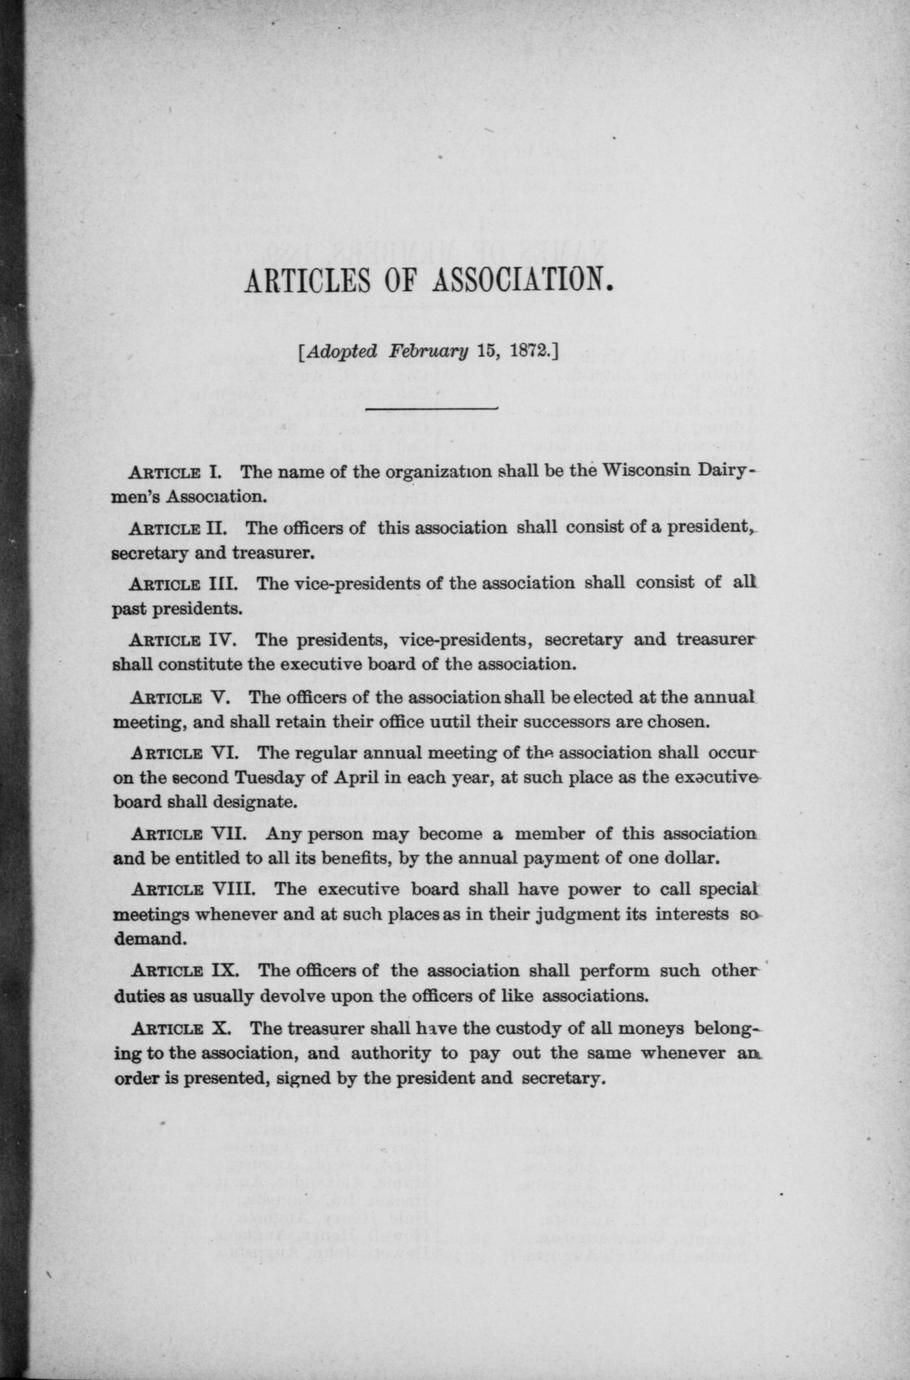 ARTICLES OF ASSOCIATION.
[Adopted February 15, 1872.]
ARTICLE I. The name of the organization shall be the Wisconsin Dairy-
men's Association.
ARTICLE II. The officers of this association shall consist of a president,
secretary and treasurer.
ARTICLE III. The vice-presidents of the association shall consist of all
past presidents.
ARTICLE IV. The presidents, vice-presidents, secretary and treasurer
shall constitute the executive board of the association.
ARTICLE V. The officers of the association shall be elected at the annual
meeting, and shall retain their office uutil their successors are chosen.
ARTICLE VI. The regular annual meeting of the association shall occur
on the second Tuesday of April in each year, at such place as the executive
board shall designate.
ARTICLE VII. Any person may become a member of this association
and be entitled to all its benefits, by the annual payment of one dollar.
ARTICLE VIII. The executive board shall have power to call special
meetings whenever and at such places as in their judgment its interests so
demand.
ARTICLE IX. The officers of the association shall perform such other
duties as usually devolve upon the officers of like associations.
ARTICLE X. The treasurer shall have the custody of all moneys belong-
ing to the association, and authority to pay out the same whenever an
order is presented, signed by the president and secretary.